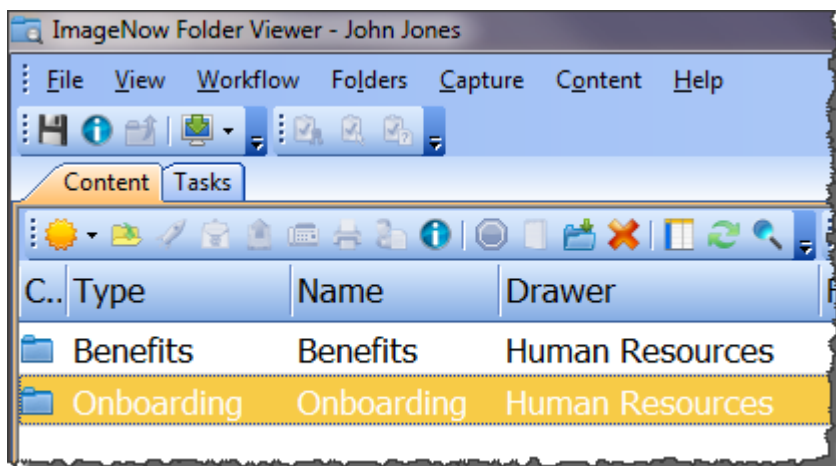 ImageNow Folder Viewer - John Jones
File View Workflow Folders Capture Content Help
Content Tasks
C.. Type Name Drawer
Benefits Benefits Human Resources
Onboarding Onboarding Human Resources